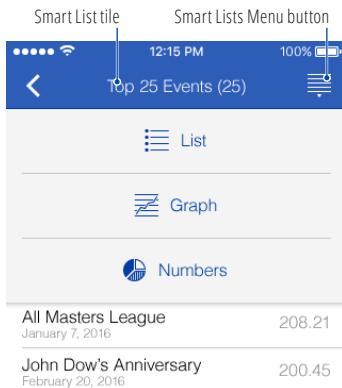 Smart List tile
Smart Lists Menu button
12:15 PM
100%
Top 25 Events (25)
List
Graph
Numbers
All Masters League
208.21
January 7, 2016
John Dow's Anniversary
200.45
February 20, 2016